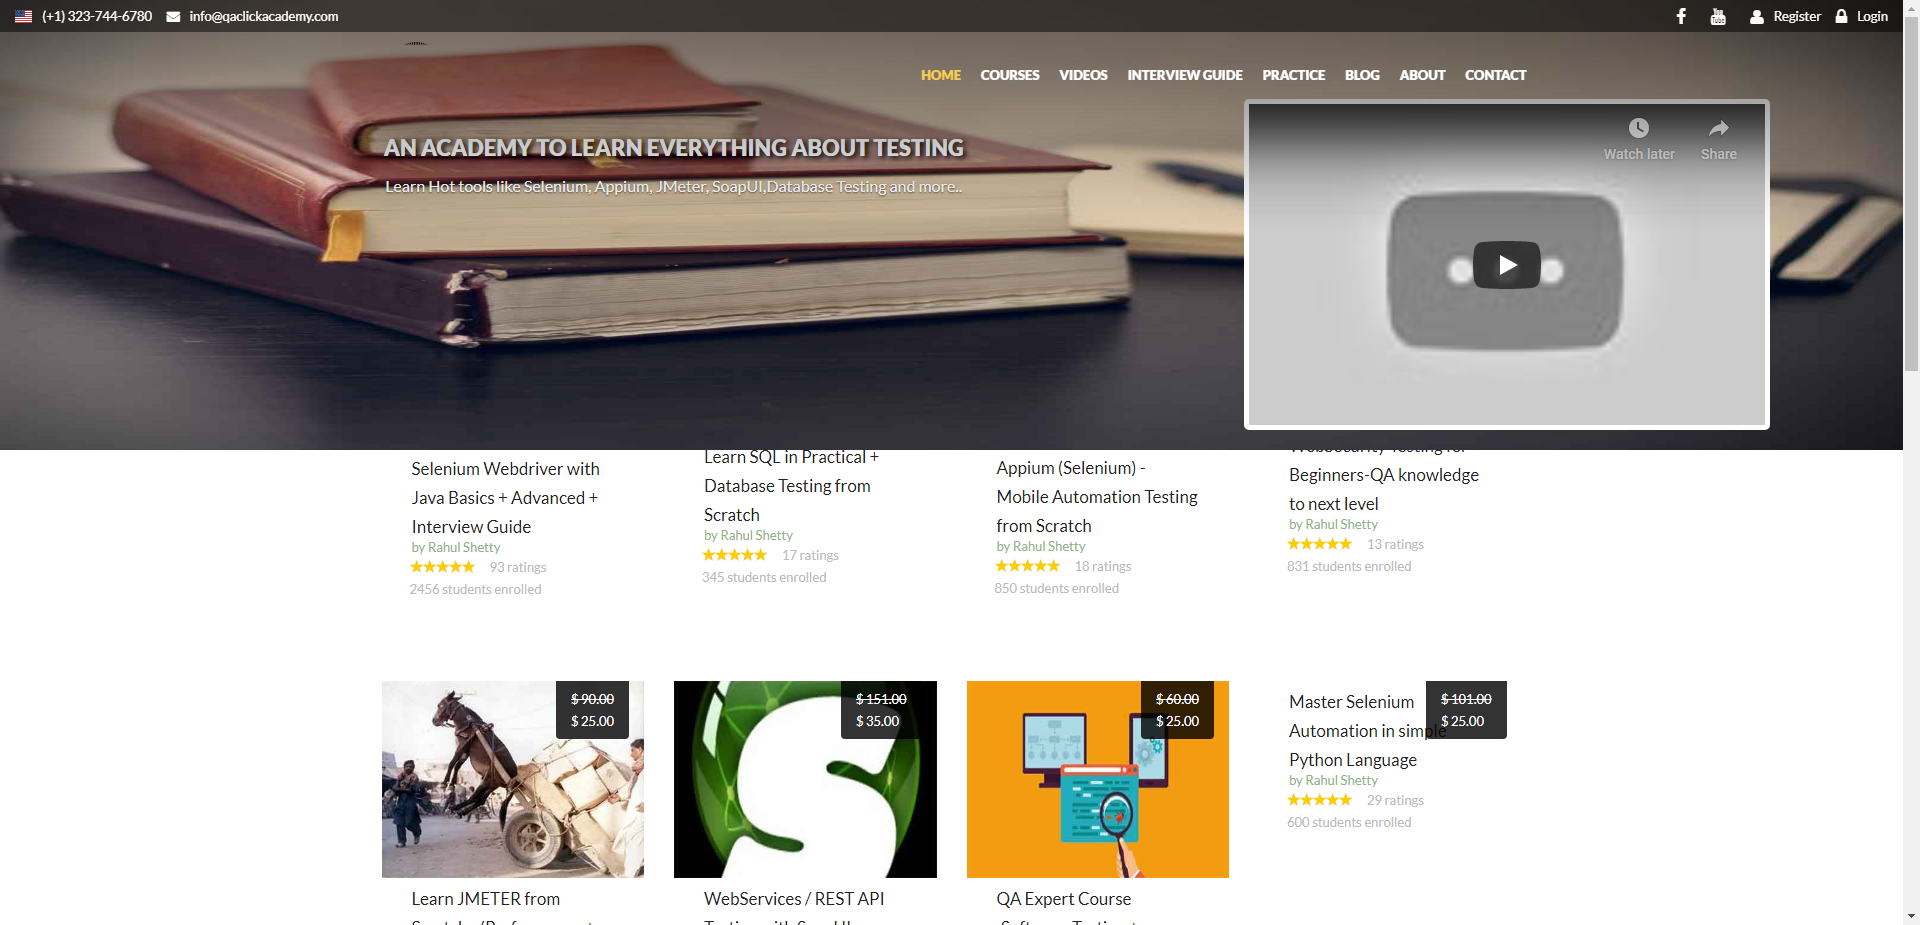 (+1) 323-744-6780 info@qaclickacademy.com
Register Login
HOME COURSES VIDEOS INTERVIEW GUIDE PRACTICE BLOG ABOUT CONTACT
AN ACADEMY TO LEARN EVERYTHING ABOUT TESTING
Learn Hot tools like Selenium, Appium, JMeter, SoapUI,Database Testing and more..
Watch later
Share
Selenium Webdriver with
Java Basics + Advanced +
Interview Guide
by Rahul Shetty
93 ratings
2456 students enrolled
Learn SQL in Practical +
Database Testing from
Scratch
by Rahul Shetty
17 ratings
345 students enrolled
Appium (Selenium) -
Mobile Automation Testing
from Scratch
by Rahul Shetty
18 ratings
850 students enrolled
WebSecurity Testing for
Beginners-QA knowledge
to next level
by Rahul Shetty
13 ratings
831 students enrolled
$ 90.00
$ 25.00
Learn JMETER from
$ 151.00
$ 35.00
WebServices / REST API
$ 60.00
$ 25.00
QA Expert Course
$ 101.00
$ 25.00
Master Selenium
Automation in simple
Python Language
by Rahul Shetty
29 ratings
600 students enrolled